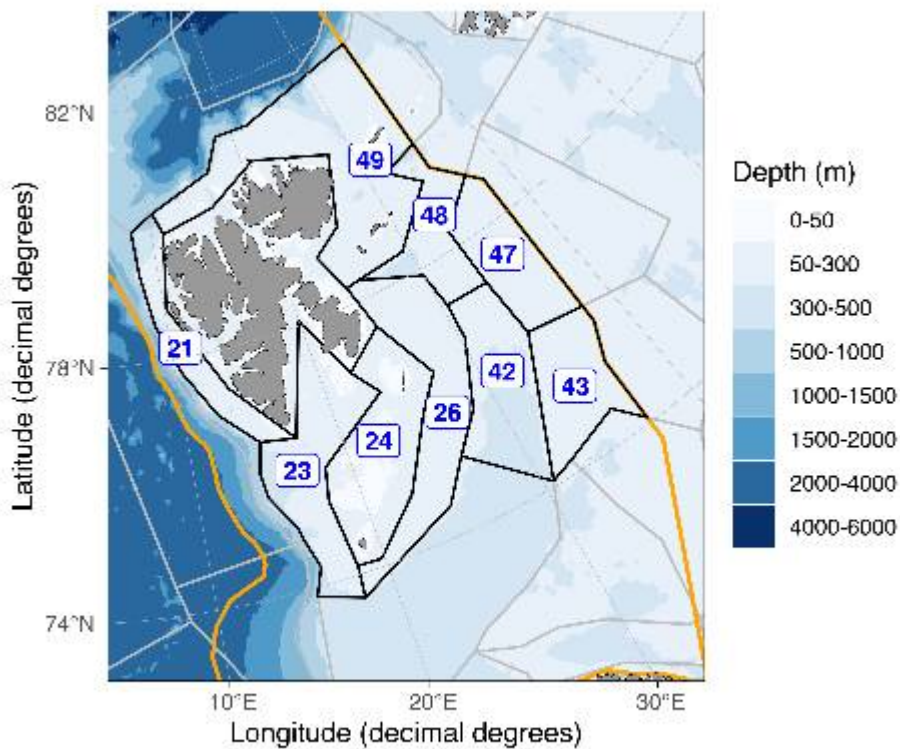 82°N
78°N
74°N
Latitude (decimal degrees)
49
48
47
21
42
43
26
24
23
10°E
20°E
30°E
Longitude (decimal degrees)
Depth (m)
0-50
50-300
300-500
500-1000
1000-1500
1500-2000
2000-4000
4000-6000